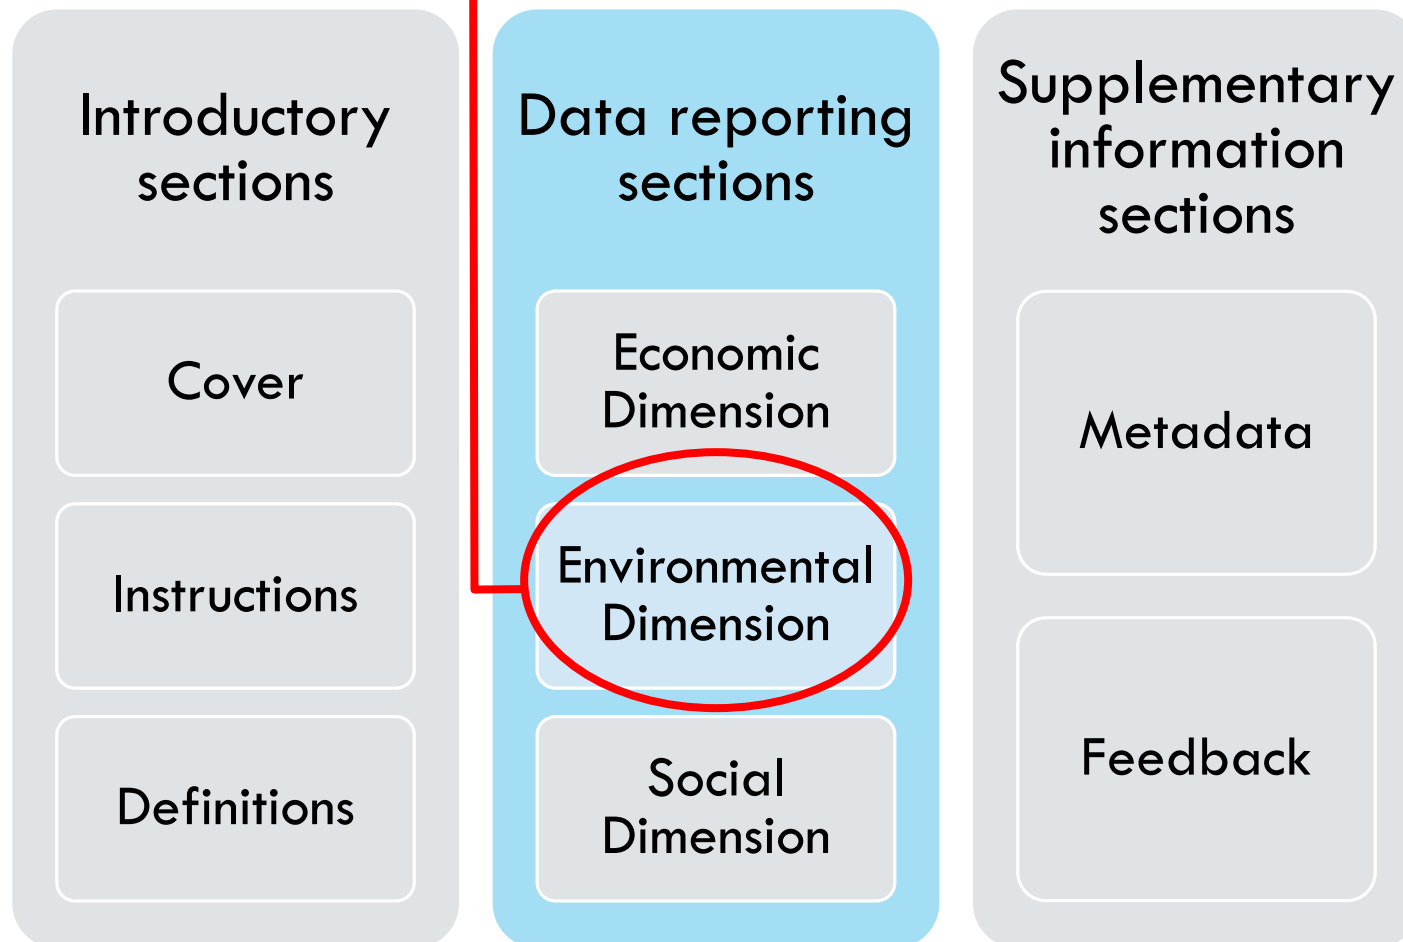 Introductory
sections
Cover
Instructions
Definitions
Data reporting
sections
Economic
Dimension
Environmental
Dimension
Social
Dimension
Supplementary
information
sections
Metadata
Feedback